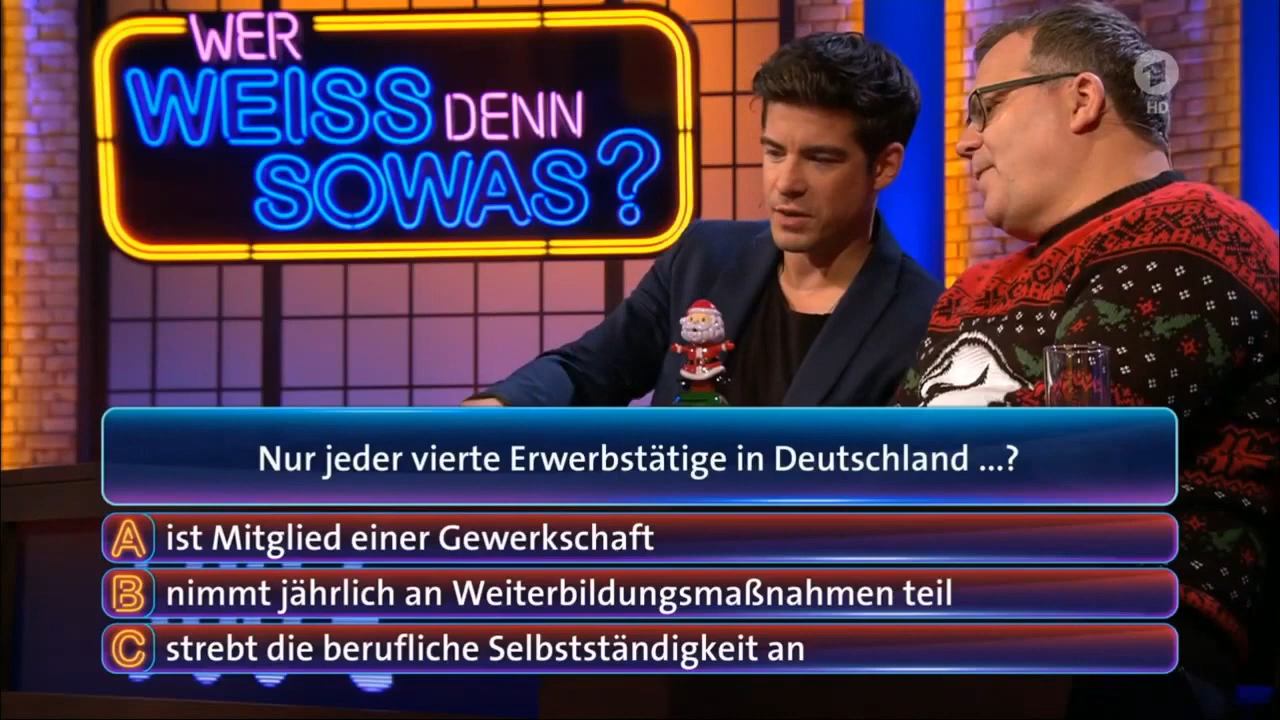 WER
WEISS DENN
SOWAS?
HD
Nur jeder vierte Erwerbstätige in Deutschland ...?
A ist Mitglied einer Gewerkschaft
B nimmt jährlich an Weiterbildungsmaßnahmen teil
C strebt die berufliche Selbstständigkeit an